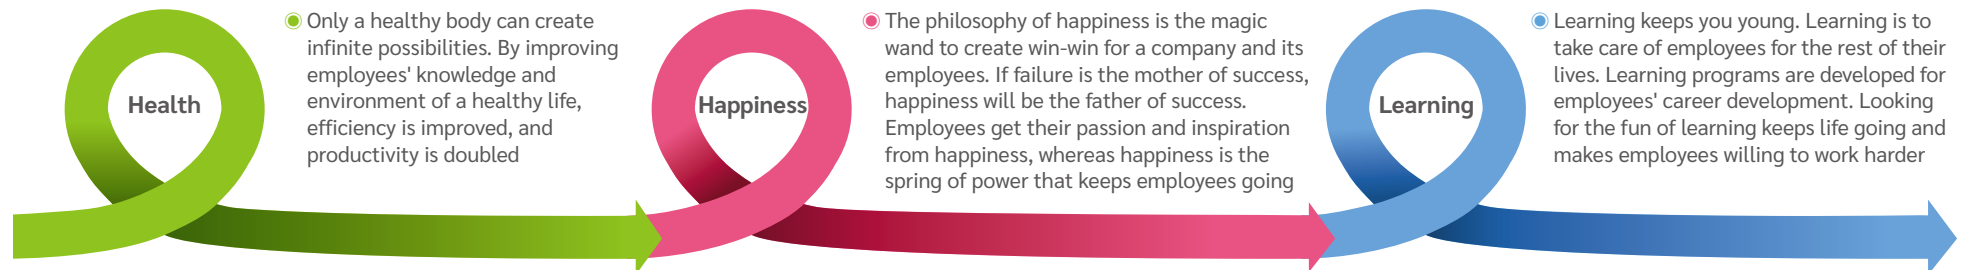 Health
Only a healthy body can create
infinite possibilities. By improving
employees' knowledge and
environment of a healthy life,
efficiency is improved, and
productivity is doubled
Happiness
The philosophy of happiness is the magic
wand to create win-win for a company and its
employees. If failure is the mother of success,
happiness will be the father of success.
Employees get their passion and inspiration
from happiness, whereas happiness is the
spring of power that keeps employees going
Learning
Learning keeps you young. Learning is to
take care of employees for the rest of their
lives. Learning programs are developed for
employees' career development. Looking
for the fun of learning keeps life going and
makes employees willing to work harder